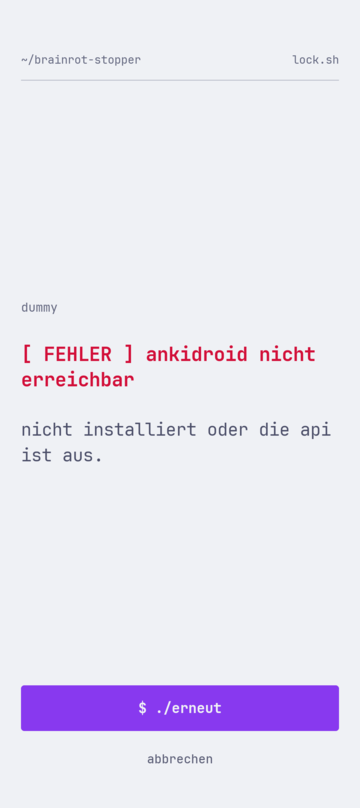 ~/brainrot-stopper
lock.sh
dummy
[ FEHLER ] ankidroid nicht
erreichbar
nicht installiert oder die api
ist aus.
$ ./erneut
abbrechen